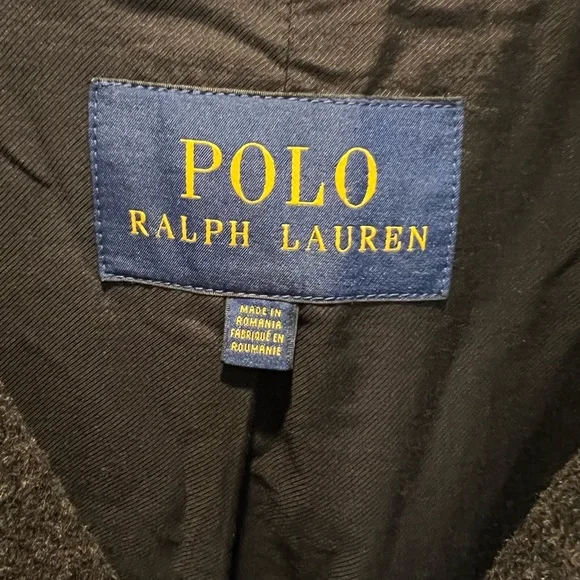 POLO
RALPH LAUREN
MADE IN
ROMANIA
FABRIQUÉ EN
ROUMANIE